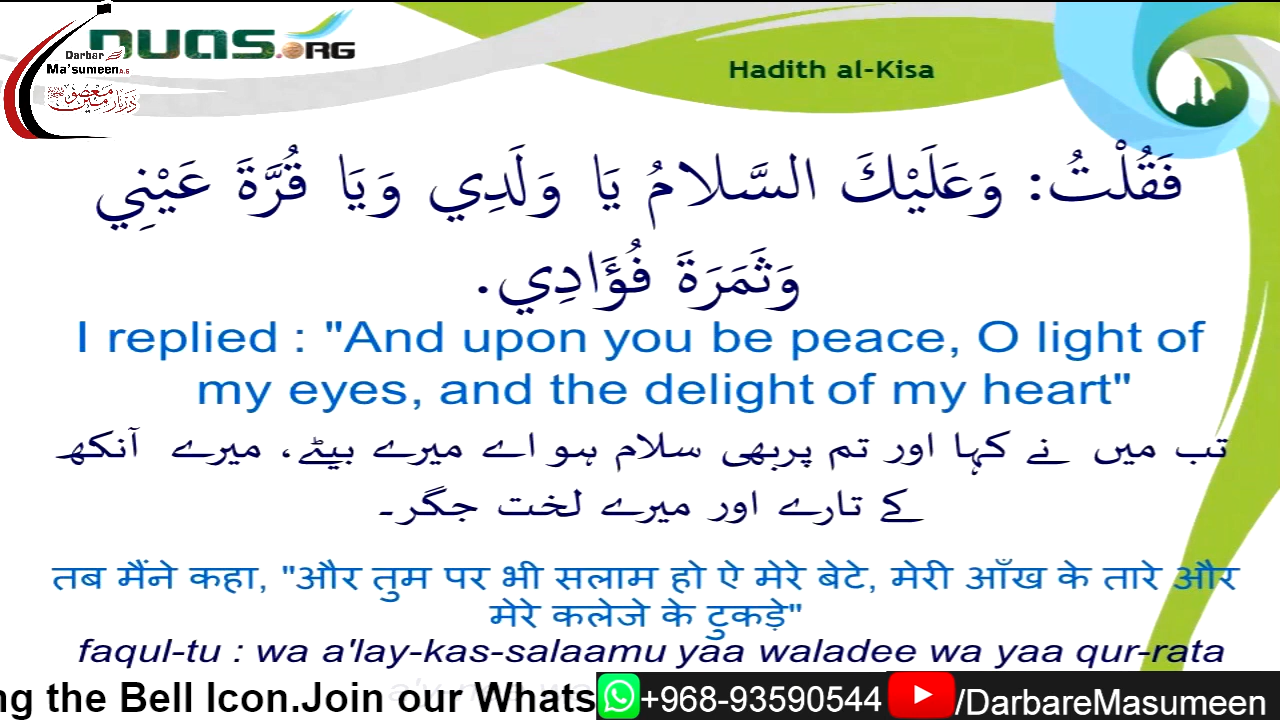 DUAS.ORG
Darbar
Ma'sumeen A.S
Hadith al-Kisa
فَقُلْتُ: وَعَلَيْكَ السَّلامُ يَا وَلَدِي وَيَا قُرَّةَ عَيْنِي
وَثَمَرَةَ فُؤَادِي.
I replied : "And upon you be peace, O light of
my eyes, and the delight of my heart"
تب میں نے کہا اور تم پربھی سلام ہو اے میرے بیٹے، میرے آنکھ
کے تارے اور میرے لخت جگر۔
तब मैंने कहा, "और तुम पर भी सलाम हो ऐ मेरे बेटे, मेरी आँख के तारे और
मेरे कलेजे के टुकड़े"
faqul-tu : wa a'lay-kas-salaamu yaa waladee wa yaa qur-rata
ng the Bell Icon.Join our Whats
+968-93590544
/DarbareMasumeen